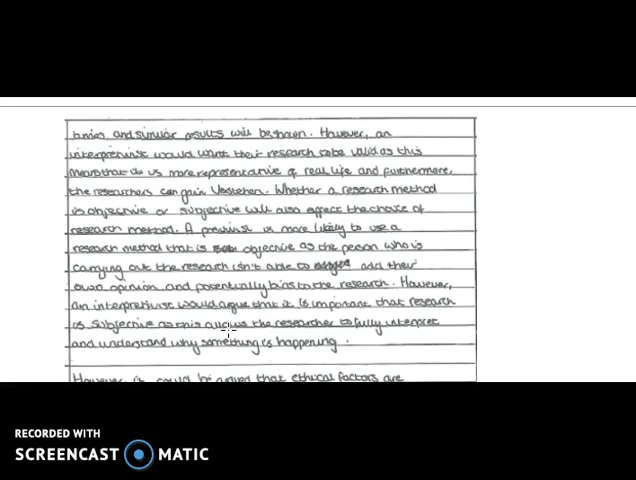 times and similar results will be shown. However, an
interpretivist would want their research to be valid as this
means that it is more representative of real life and furthermore,
the researchers can gain Verstehen. Whether a research method
is objective or subjective will also affect the choice of
research method. A positivist is more likely to use a
research method that is objective as the person who is
carrying out the research isn't able to add their
own opinion and potentially bias to the research. However,
an interpretivist would argue that it is important that research
is subjective as this allows the researcher to fully interpret
and understand why something is happening.
However it could be argued that ethical factors are
RECORDED WITH
SCREENCAST MATIC